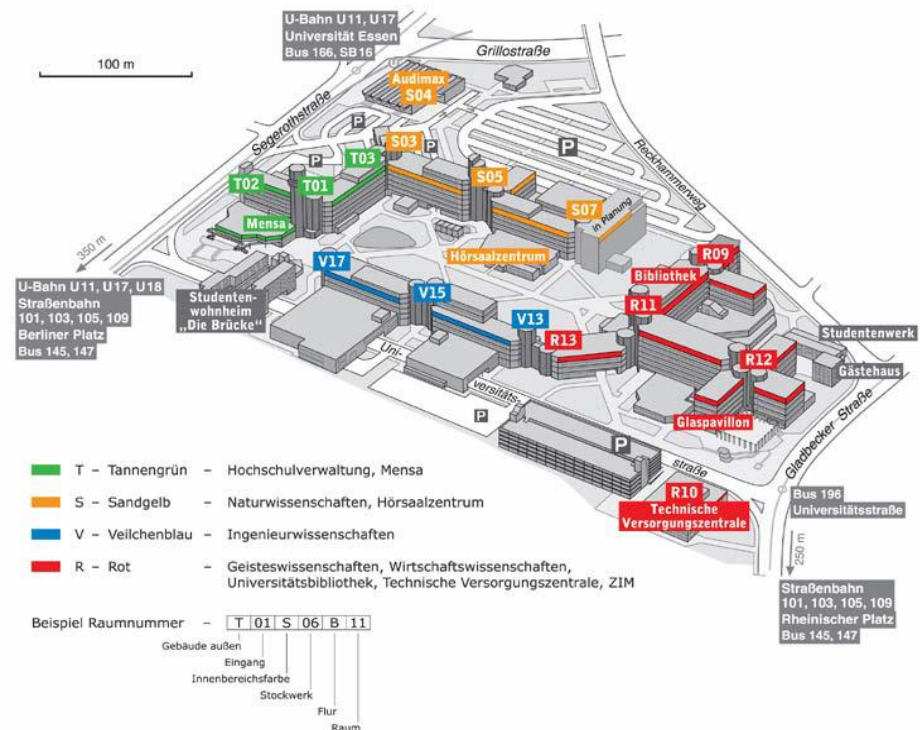 U-Bahn U11, U17
Universität Essen
Bus 166, SB16
100 m
Grillostraße
U
Audimax
S04
Segerothstraße
Reckhammerweg
P
P
P
P
S03
T03
T02
T01
S05
S07
in Planung
Mensa
Hörsaalzentrum
R09
Bibliothek
350 m
V17
U-Bahn U11, U17, U18
Straßenbahn
101, 103, 105, 109
Berliner Platz
Bus 145, 147
Studenten-
wohnheim
„Die Brücke“
V15
V13
R11
R13
R12
Studentenwerk
Gästehaus
Uni-
versitäts-
straße
Glaspavillon
Gladbecker Straße
P
P
R10
Technische
Versorgungszentrale
Bus 196
Universitätsstraße
250 m
Straßenbahn
101, 103, 105, 109
Rheinischer Platz
Bus 145, 147
T – Tannengrün – Hochschulverwaltung, Mensa
S – Sandgelb – Naturwissenschaften, Hörsaalzentrum
V – Veilchenblau – Ingenieurwissenschaften
R – Rot – Geisteswissenschaften, Wirtschaftswissenschaften,
Universitätsbibliothek, Technische Versorgungszentrale, ZIM
Beispiel Raumnummer – T 01 S 06 B 11
Gebäude außen
Eingang
Innenbereichsfarbe
Stockwerk
Flur
Raum